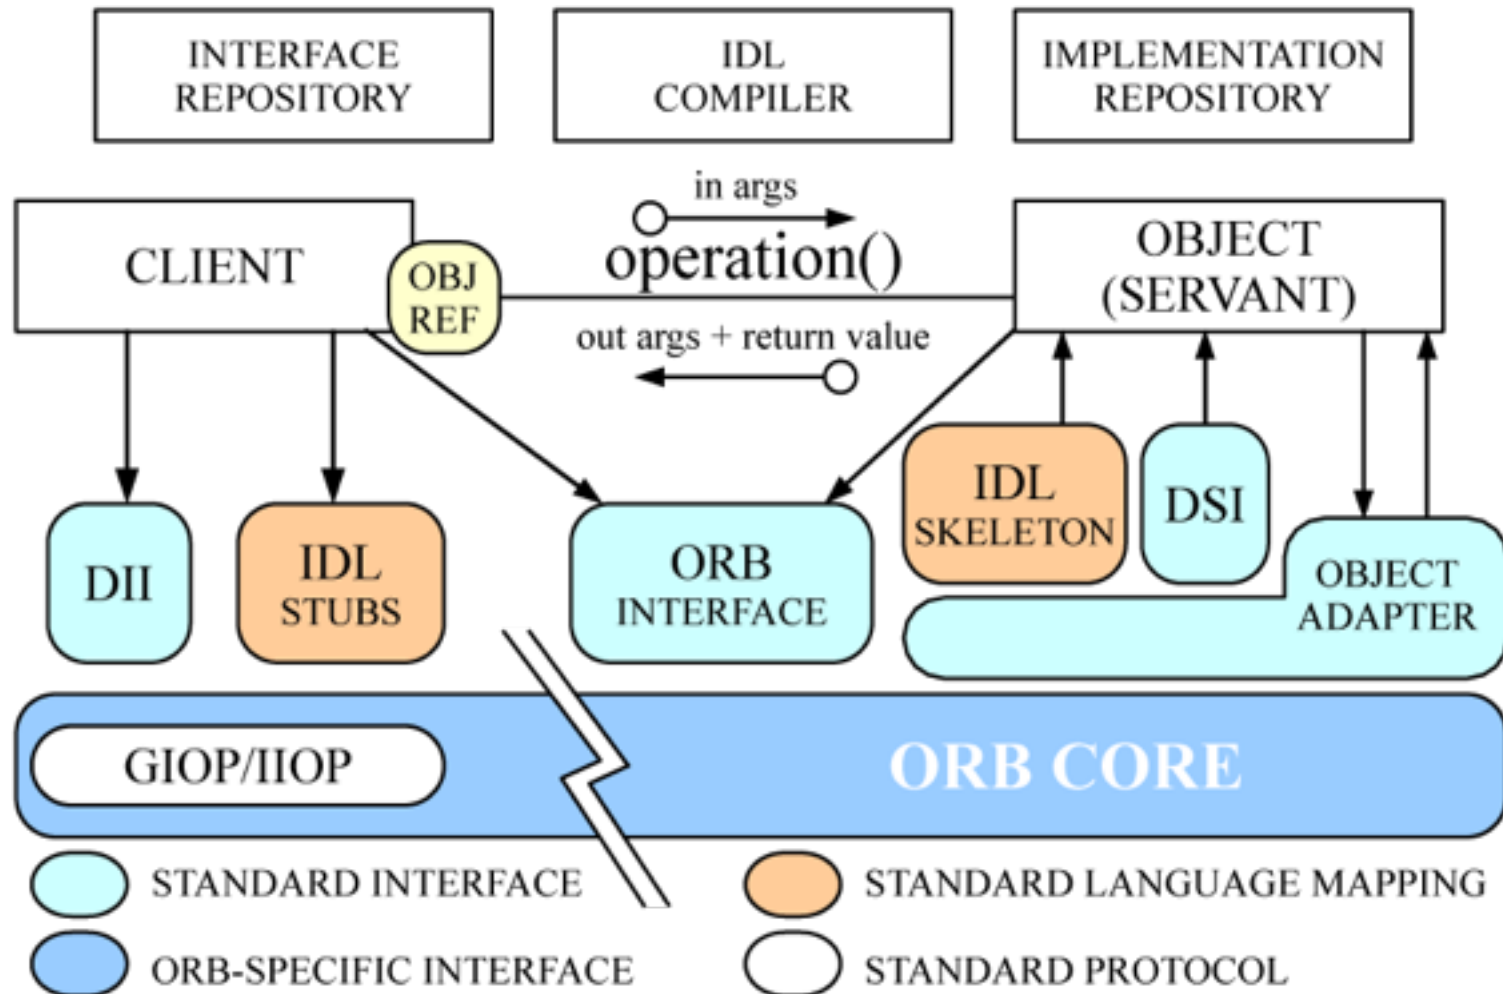 INTERFACE
REPOSITORY
IDL
COMPILER
IMPLEMENTATION
REPOSITORY
CLIENT
OBJ
REF
in args
operation()
out args + return value
OBJECT
(SERVANT)
DII
IDL
STUBS
ORB
INTERFACE
IDL
SKELETON
DSI
OBJECT
ADAPTER
GIOP/IIOP
ORB CORE
STANDARD INTERFACE
STANDARD LANGUAGE MAPPING
ORB-SPECIFIC INTERFACE
STANDARD PROTOCOL